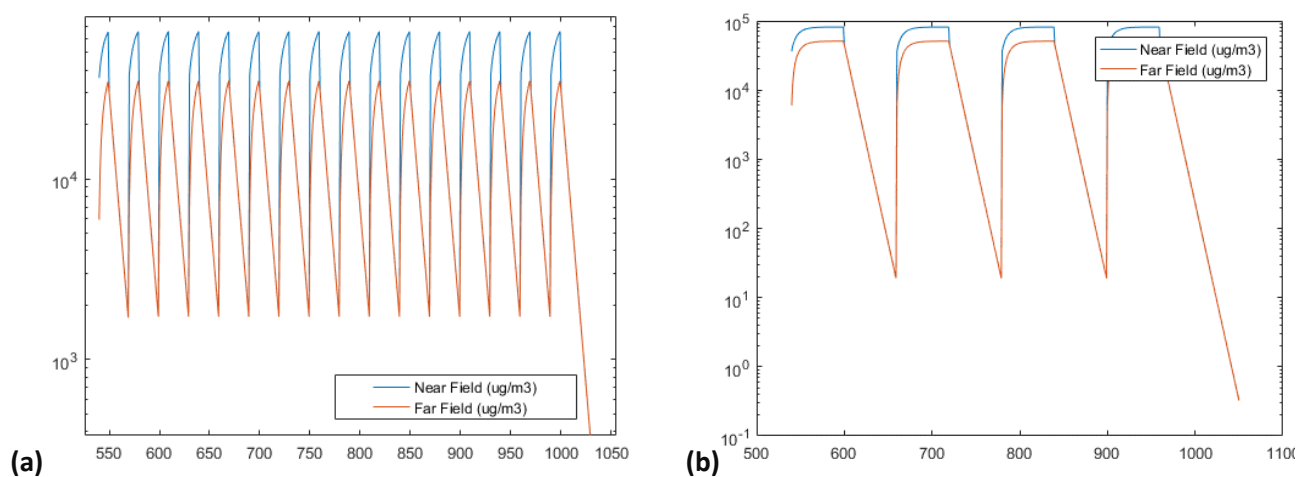 10^4
10^3
Near Field (ug/m3)
Far Field (ug/m3)
550 600 650 700 750 800 850 900 950 1000 1050
(a)
10^5
10^4
10^3
10^2
10^1
10^0
10^-1
Near Field (ug/m3)
Far Field (ug/m3)
500 600 700 800 900 1000 1100
(b)